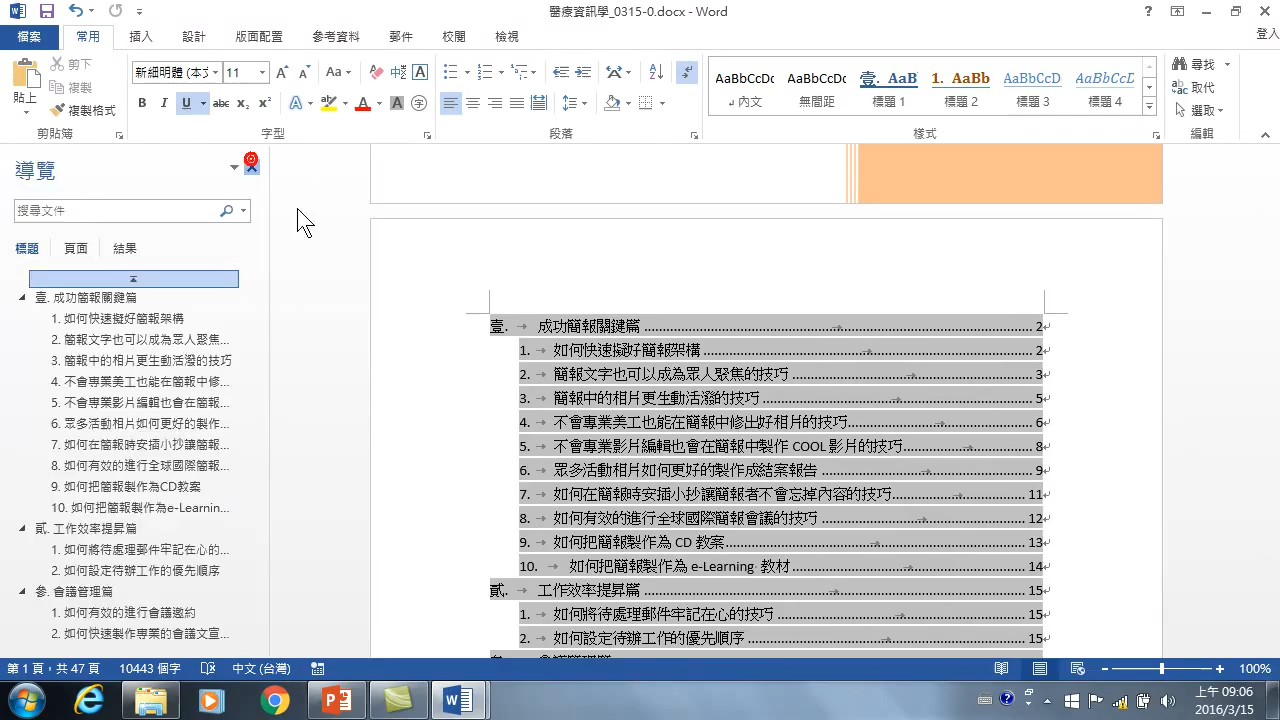 醫療資訊學_0315-0.docx - Word
檔案 常用 插入 設計 版面配置 參考資料 郵件 校閱 檢視 登入
貼上 剪下 複製 複製格式 剪貼簿
新細明體 (本文 11 Aa A
B I U abc x₂ x² A ab A A 字
字型 段落
AaBbCcDc AaBbCcDc 壹. AaB 1. AaBb AaBbCcD AaBbCcL
內文 無間距 標題 1 標題 2 標題 3 標題 4
樣式
尋找 取代 選取 編輯
導覽
搜尋文件
標題 頁面 結果
壹. 成功簡報關鍵篇
1. 如何快速擬好簡報架構
2. 簡報文字也可以成為眾人聚焦...
3. 簡報中的相片更生動活潑的技巧
4. 不會專業美工也能在簡報中修...
5. 不會專業影片編輯也會在簡報...
6. 眾多活動相片如何更好的製作...
7. 如何在簡報時安插小抄讓簡報...
8. 如何有效的進行全球國際簡報...
9. 如何把簡報製作為CD教案
10. 如何把簡報製作為e-Learnin...
貳. 工作效率提昇篇
1. 如何將待處理郵件牢記在心的...
2. 如何設定待辦工作的優先順序
參. 會議管理篇
1. 如何有效的進行會議邀約
2. 如何快速製作專業的會議文宣...
壹. → 成功簡報關鍵篇 ........ 2
1. → 如何快速擬好簡報架構 ........ 2
2. → 簡報文字也可以成為眾人聚焦的技巧 ........ 3
3. → 簡報中的相片更生動活潑的技巧 ........ 5
4. → 不會專業美工也能在簡報中修出好相片的技巧 ........ 6
5. → 不會專業影片編輯也會在簡報中製作 COOL 影片的技巧 ........ 8
6. → 眾多活動相片如何更好的製作成結案報告 ........ 9
7. → 如何在簡報時安插小抄讓簡報者不會忘掉內容的技巧 ........ 11
8. → 如何有效的進行全球國際簡報會議的技巧 ........ 12
9. → 如何把簡報製作為 CD 教案 ........ 13
10. → 如何把簡報製作為 e-Learning 教材 ........ 14
貳. → 工作效率提昇篇 ........ 15
1. → 如何將待處理郵件牢記在心的技巧 ........ 15
2. → 如何設定待辦工作的優先順序 ........ 15
第 1 頁，共 47 頁 10443 個字 中文 (台灣) 100%
上午 09:06
2016/3/15